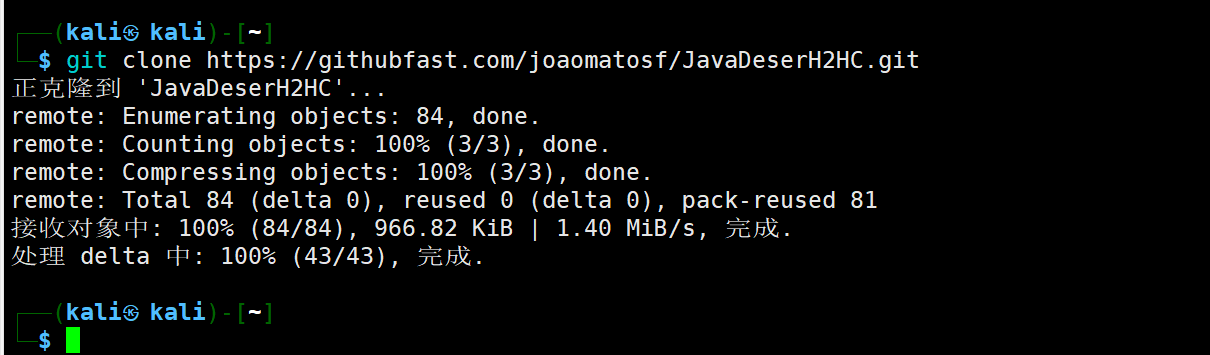 (kali㉿kali)-[~]
$ git clone https://githubfast.com/joaomatosf/JavaDeserH2HC.git
正克隆到 'JavaDeserH2HC'...
remote: Enumerating objects: 84, done.
remote: Counting objects: 100% (3/3), done.
remote: Compressing objects: 100% (3/3), done.
remote: Total 84 (delta 0), reused 0 (delta 0), pack-reused 81
接收对象中: 100% (84/84), 966.82 KiB | 1.40 MiB/s, 完成.
处理 delta 中: 100% (43/43), 完成.
(kali㉿kali)-[~]
$